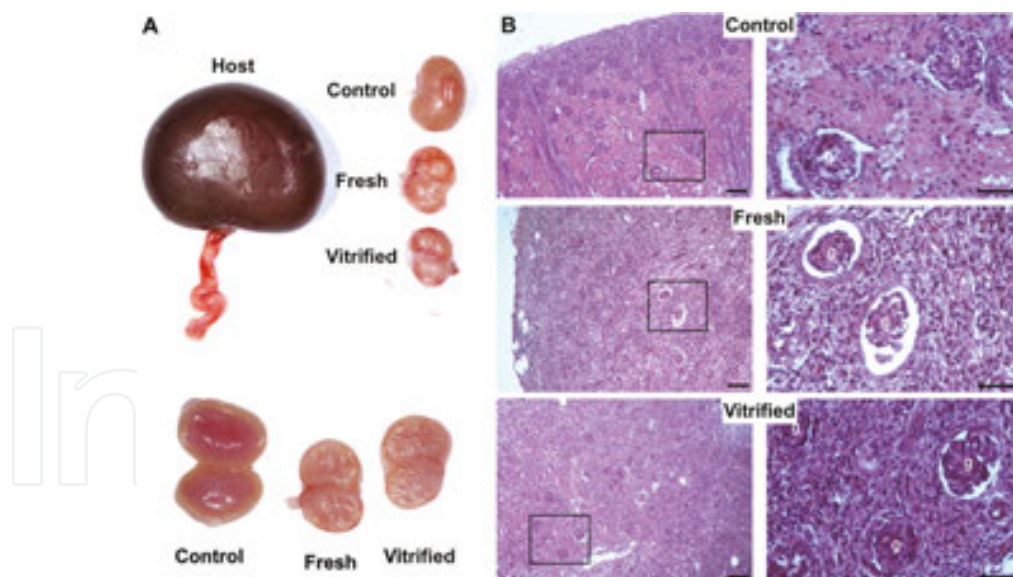 A
Host
Control
Fresh
Vitrified
Control
Fresh
Vitrified
B
Control
Fresh
Vitrified